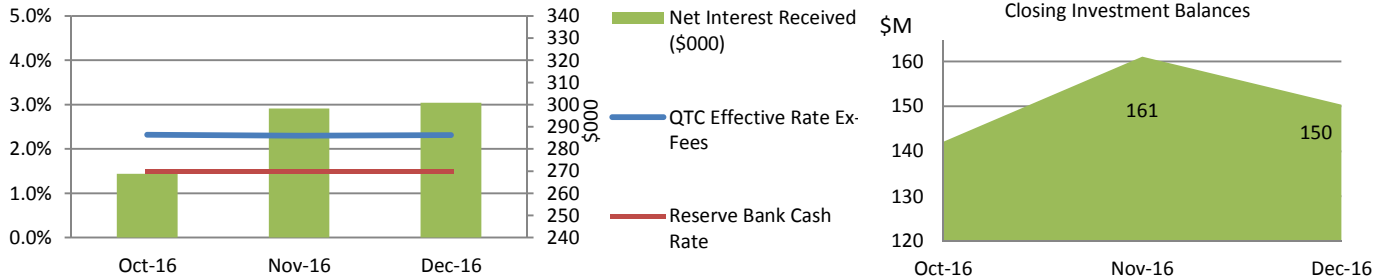 5.0%
4.0%
3.0%
2.0%
1.0%
0.0%
340
330
320
310
300
290
280
270
260
250
240
$000
Oct-16 Nov-16 Dec-16
Net Interest Received
($000)
QTC Effective Rate Ex-
Fees
Reserve Bank Cash
Rate
Closing Investment Balances
$M
160
150
140
130
120
161
150
Oct-16 Nov-16 Dec-16